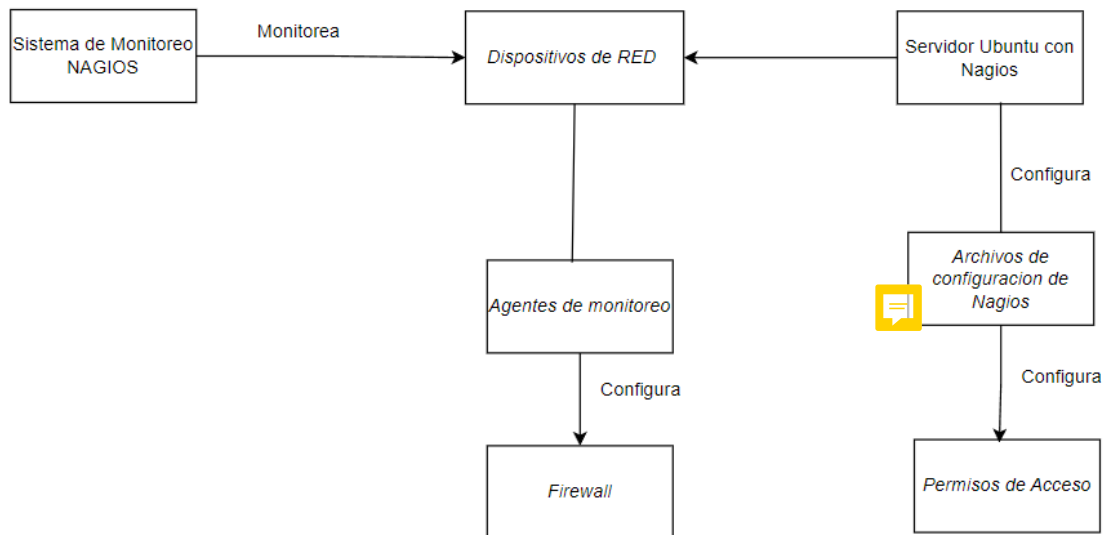 Sistema de Monitoreo
NAGIOS
Monitorea
Dispositivos de RED
Servidor Ubuntu con
Nagios
Configura
Archivos de
configuracion de
Nagios
Agentes de monitoreo
Configura
Configura
Firewall
Permisos de Acceso